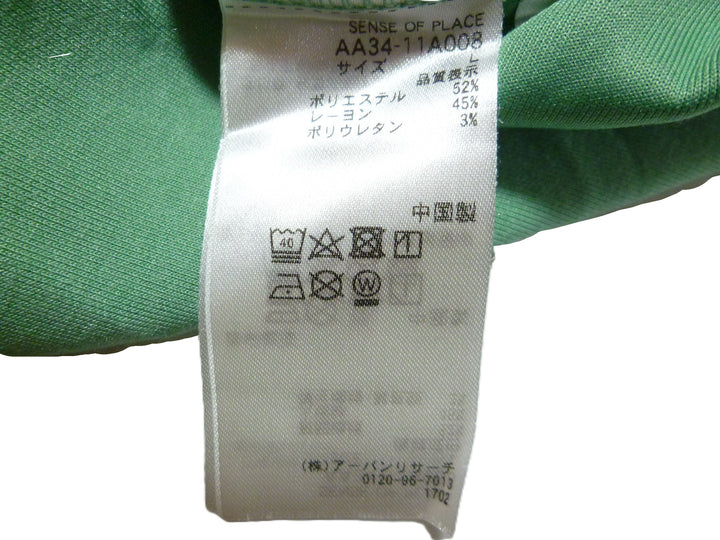 SENSE OF PLACE
AA34-11A008
サイズ L
品質表示
ポリエステル 52%
レーヨン 45%
ポリウレタン 3%
中国製
40
(株)アーバンリサーチ
0120-96-7013
1702